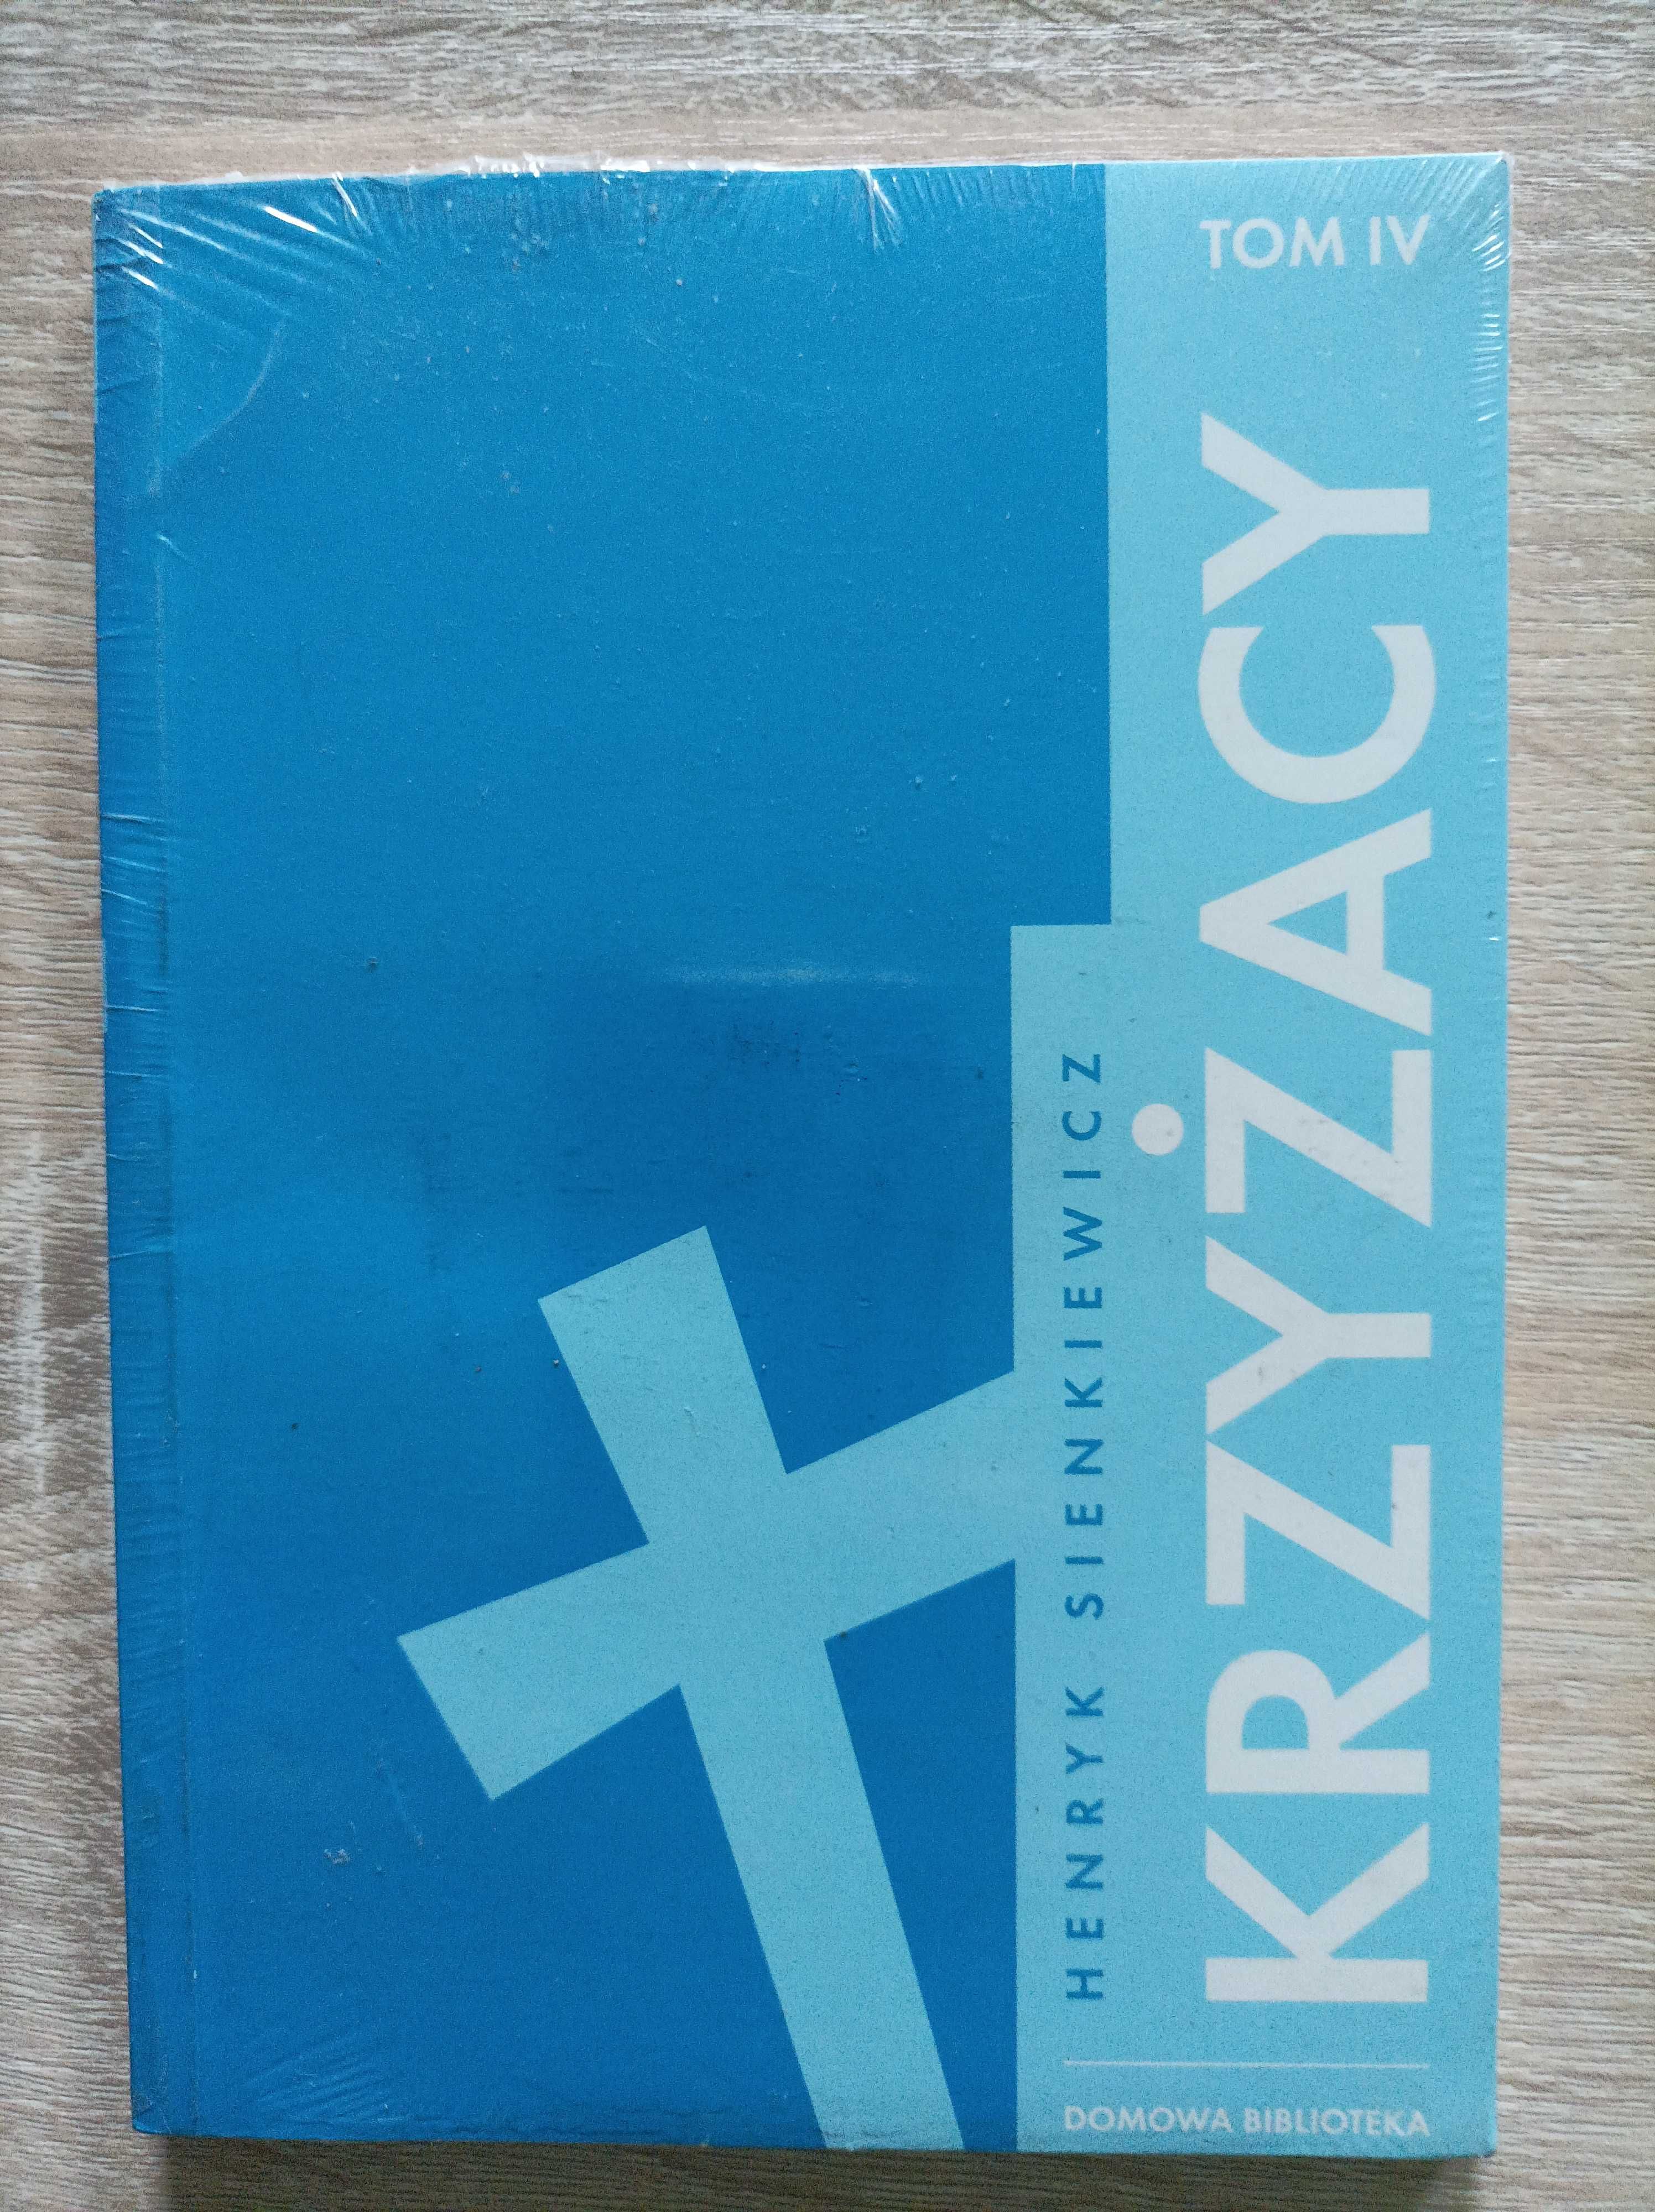 TOM IV
HENRYK SIENKIEWICZ
KRZYŻACY
DOMOWA BIBLIOTEKA